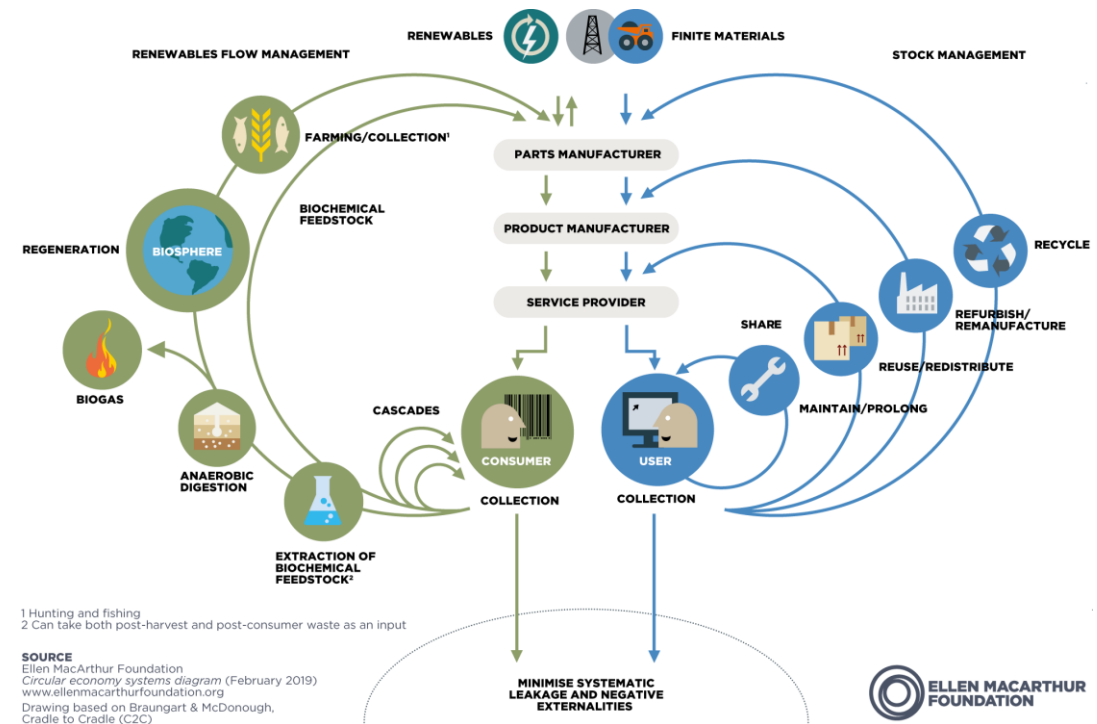 RENEWABLES
FINITE MATERIALS
RENEWABLES FLOW MANAGEMENT
STOCK MANAGEMENT
FARMING/COLLECTION¹
PARTS MANUFACTURER
BIOCHEMICAL
FEEDSTOCK
PRODUCT MANUFACTURER
REGENERATION
BIOSPHERE
RECYCLE
SERVICE PROVIDER
SHARE
REFURBISH/
REMANUFACTURE
REUSE/REDISTRIBUTE
BIOGAS
CASCADES
MAINTAIN/PROLONG
CONSUMER
USER
ANAEROBIC
DIGESTION
COLLECTION
COLLECTION
EXTRACTION OF
BIOCHEMICAL
FEEDSTOCK²
1 Hunting and fishing
2 Can take both post-harvest and post-consumer waste as an input
SOURCE
Ellen MacArthur Foundation
Circular economy systems diagram (February 2019)
www.ellenmacarthurfoundation.org
Drawing based on Braungart & McDonough,
Cradle to Cradle (C2C)
MINIMISE SYSTEMATIC
LEAKAGE AND NEGATIVE
EXTERNALITIES
ELLEN MACARTHUR
FOUNDATION